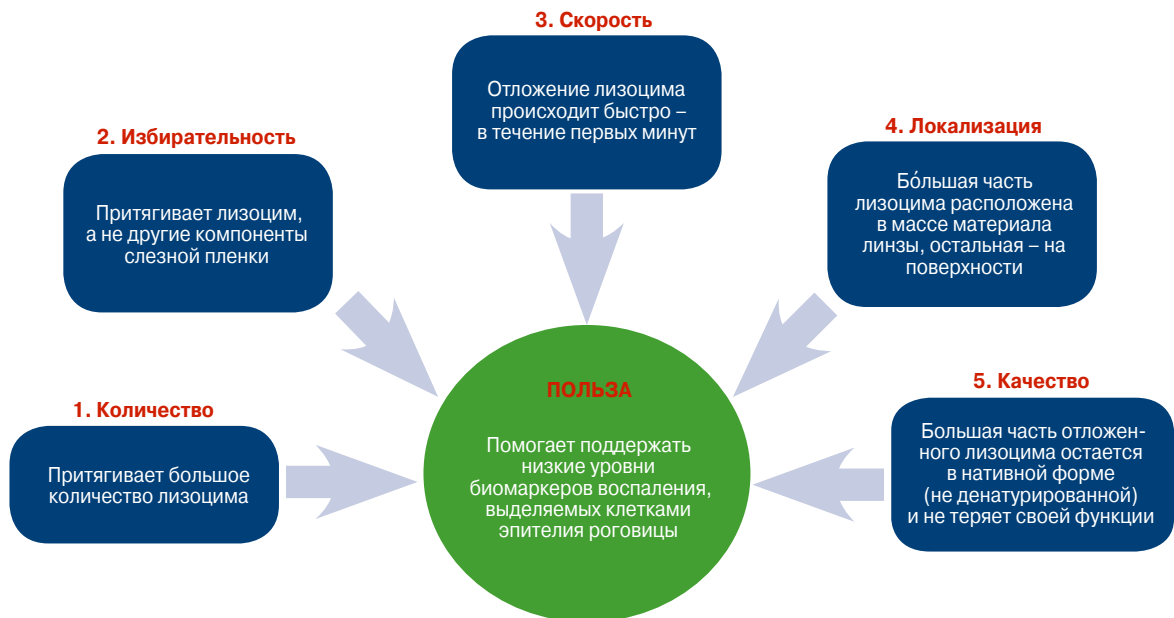 3. Скорость
Отложение лизоцима
происходит быстро –
в течение первых минут
2. Избирательность
Притягивает лизоцим,
а не другие компоненты
слезной пленки
4. Локализация
Бо́льшая часть
лизоцима расположена
в массе материала
линзы, остальная – на
поверхности
1. Количество
Притягивает большое
количество лизоцима
ПОЛЬЗА
Помогает поддержать
низкие уровни
биомаркеров воспаления,
выделяемых клетками
эпителия роговицы
5. Качество
Большая часть отложен-
ного лизоцима остается
в нативной форме
(не денатурированной)
и не теряет своей функции